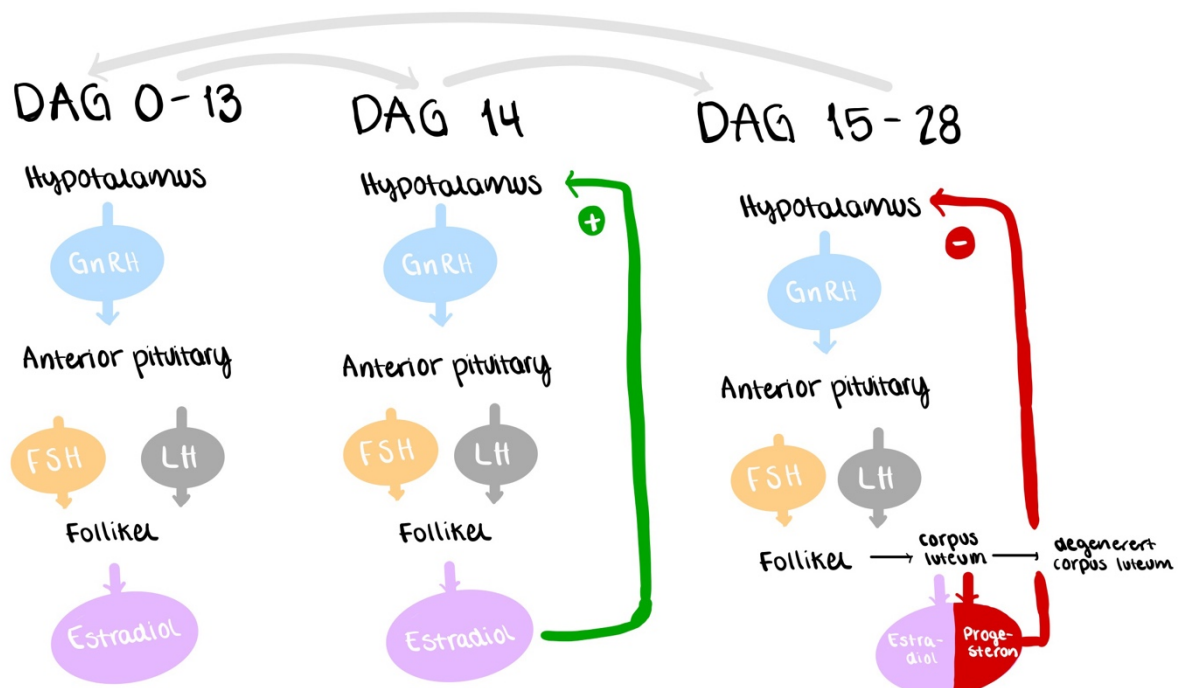 DAG 0-13
Hypotalamus
GnRH
Anterior pituitary
FSH
LH
Follikel
Estradiol
DAG 14
Hypotalamus
+
GnRH
Anterior pituitary
FSH
LH
Follikel
Estradiol
DAG 15-28
Hypotalamus
-
GnRH
Anterior pituitary
FSH
LH
Follikel
corpus
luteum
degenerert
corpus luteum
Estra-
diol
Proge-
steron